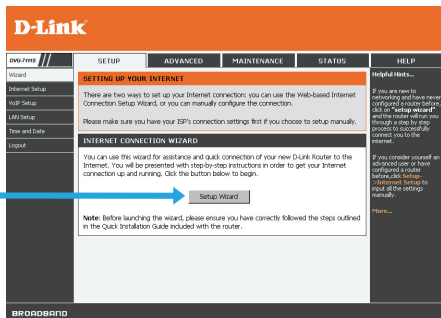 D-Link
DVG-7111S
SETUP
ADVANCED
MAINTENANCE
STATUS
HELP
Wizard
Internet Setup
VoIP Setup
LAN Setup
Time and Date
Logout
SETTING UP YOUR INTERNET
There are two ways to set up your Internet connection: you can use the Web-based Internet
Connection Setup Wizard, or you can manually configure the connection.
Please make sure you have your ISP's connection settings first if you choose to setup manually.
INTERNET CONNECTION WIZARD
You can use this wizard for assistance and quick connection of your new D-Link Router to the
Internet. You will be presented with step-by-step instructions in order to get your Internet
connection up and running. Click the button below to begin.
Setup Wizard
Note: Before launching the wizard, please ensure you have correctly followed the steps outlined
in the Quick Installation Guide included with the router.
Helpful Hints...
If you are new to
networking and have never
configured a router before,
click on "setup wizard"
and the router will run you
through a step by step
process to successfully
connect you to the
internet.
If you consider yourself an
advanced user or have
configured a router
before,click Setup-
>Internet Setup to
input all the settings
manually.
More...
BROADBAND